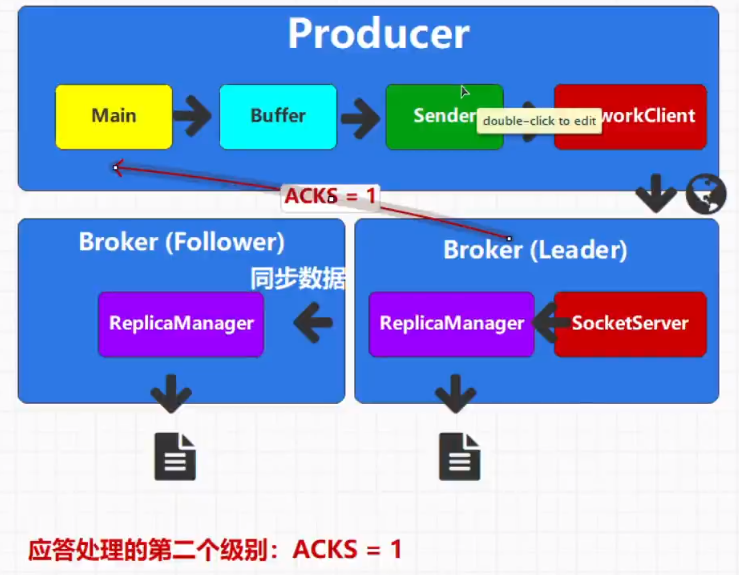 Producer
Main
Buffer
Sender
double-click to edit
workClient
ACKS = 1
Broker (Follower)
Broker (Leader)
同步数据
ReplicaManager
ReplicaManager
SocketServer
应答处理的第二个级别：ACKS = 1